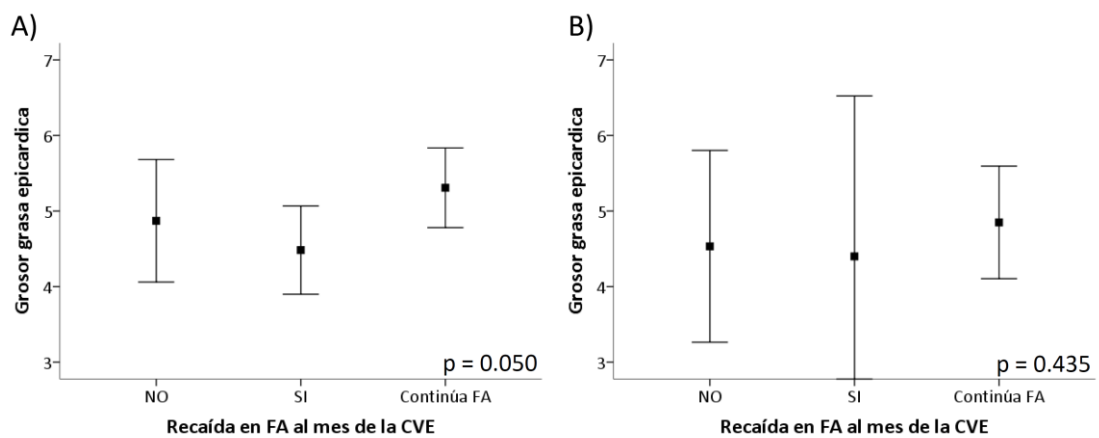 A)
7
6
5
4
3
Grosor grasa epicardica
NO
SI
Continúa FA
p = 0.050
Recaída en FA al mes de la CVE
B)
7
6
5
4
3
Grosor grasa epicardica
NO
SI
Continúa FA
p = 0.435
Recaída en FA al mes de la CVE